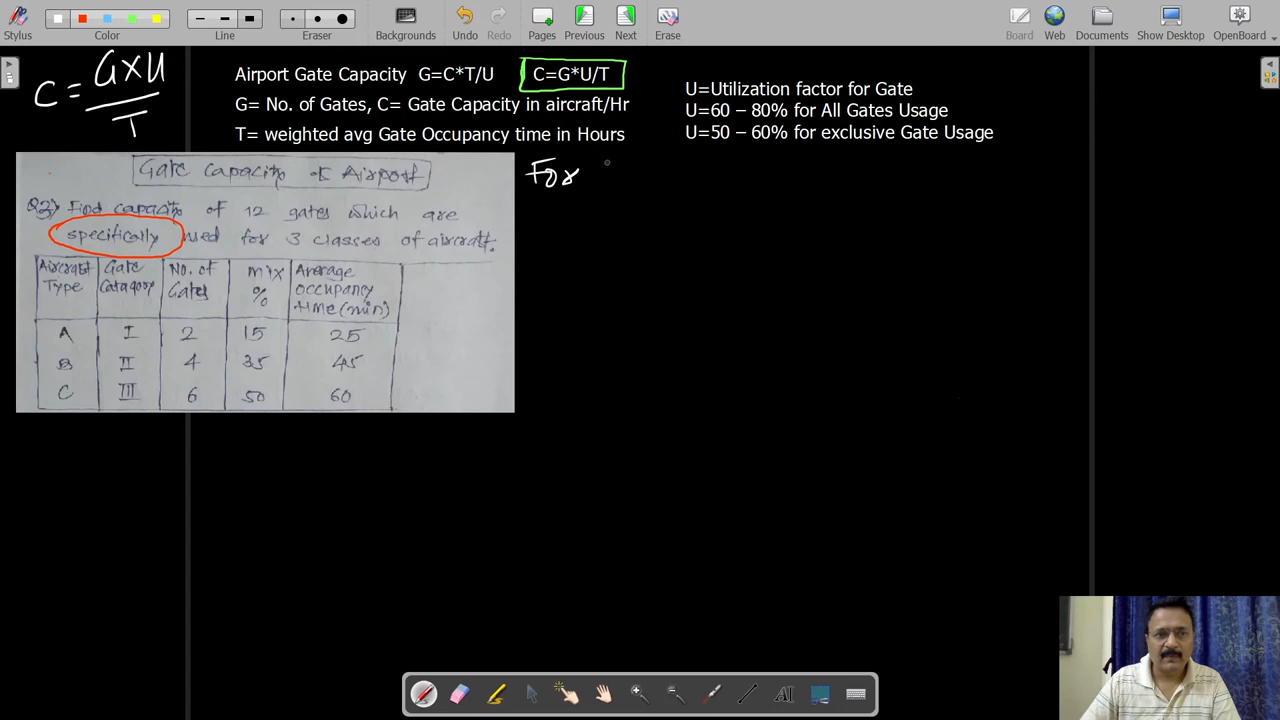 Stylus
Color
Line
Eraser
Backgrounds
Undo
Redo
Pages
Previous
Next
Erase
Board
Web
Documents
Show Desktop
OpenBoard
C = G×U / T
Airport Gate Capacity G=C*T/U C=G*U/T
G= No. of Gates, C= Gate Capacity in aircraft/Hr
T= weighted avg Gate Occupancy time in Hours
U=Utilization factor for Gate
U=60 – 80% for All Gates Usage
U=50 – 60% for exclusive Gate Usage
For
Gate capacity of Airport
Find capacity of 12 gates which are
specifically used for 3 classes of aircraft.
Aircraft Type Gate Catagory No. of Gates mix % Average occupancy time (min)
A I 2 15 25
B II 4 35 45
C III 6 50 60
AI